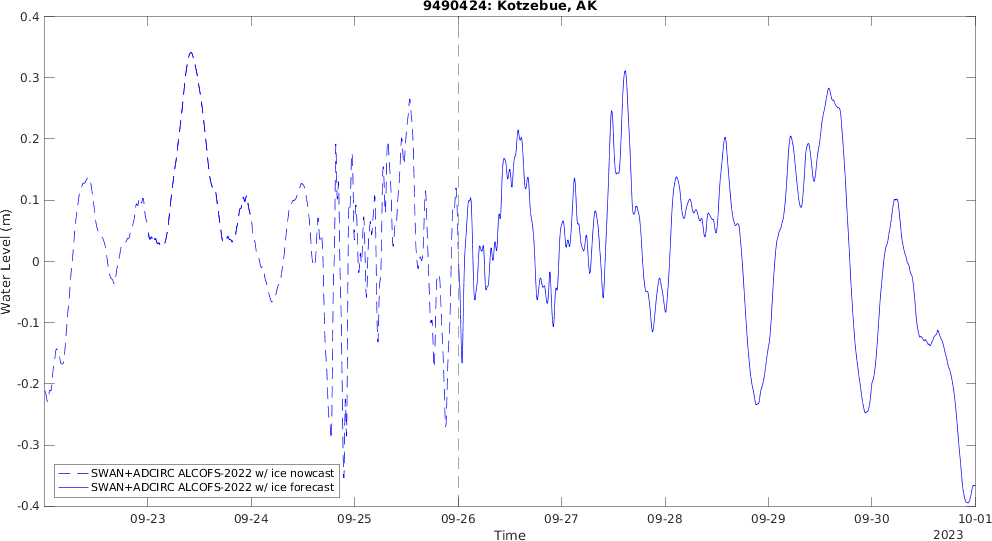 9490424: Kotzebue, AK
0.4
0.3
0.2
0.1
0
-0.1
-0.2
-0.3
-0.4
Water Level (m)
SWAN+ADCIRC ALCOFS-2022 w/ ice nowcast
SWAN+ADCIRC ALCOFS-2022 w/ ice forecast
09-23 09-24 09-25 09-26 09-27 09-28 09-29 09-30 10-01
Time
2023